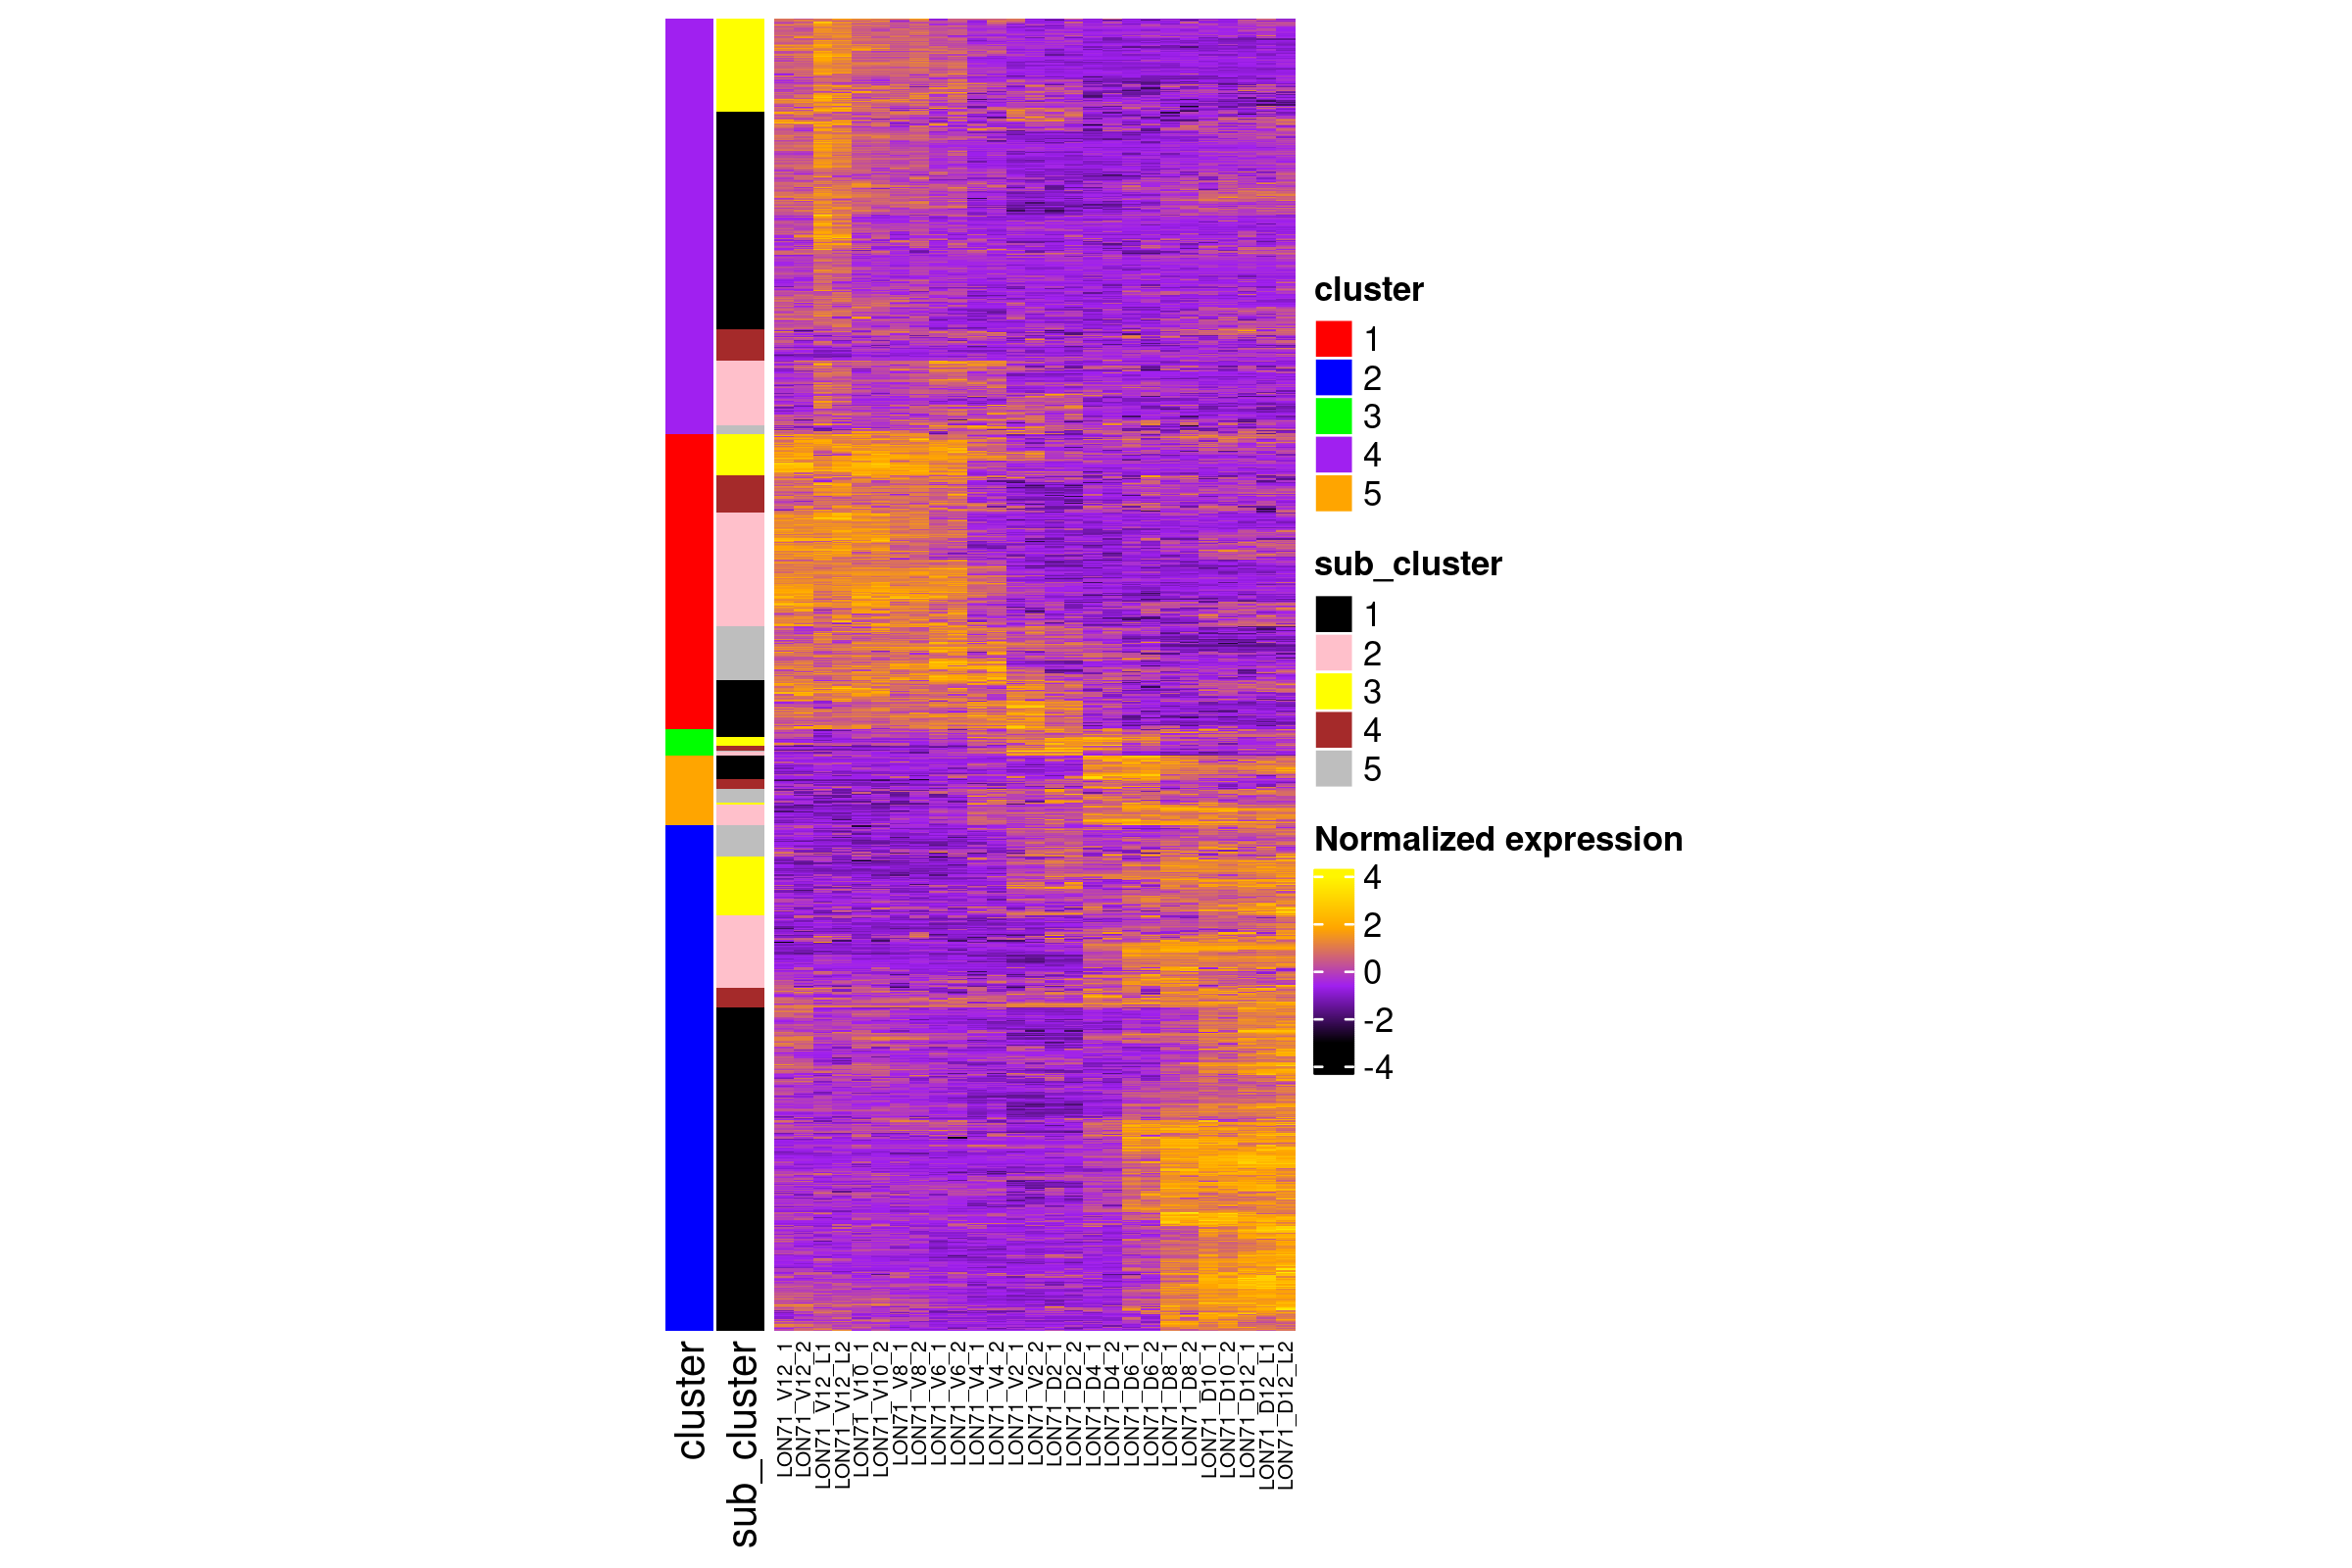 cluster
1
2
3
4
5
sub_cluster
1
2
3
4
5
Normalized expression
4
2
0
-2
-4
cluster
sub_cluster
LON71_V12_1
LON71_V12_2
LON71_V12_L1
LON71_V12_L2
LON71_V10_1
LON71_V10_2
LON71_V8_1
LON71_V8_2
LON71_V6_1
LON71_V6_2
LON71_V4_1
LON71_V4_2
LON71_V2_1
LON71_V2_2
LON71_D2_1
LON71_D2_2
LON71_D4_1
LON71_D4_2
LON71_D6_1
LON71_D6_2
LON71_D8_1
LON71_D8_2
LON71_D10_1
LON71_D10_2
LON71_D12_1
LON71_D12_L1
LON71_D12_L2